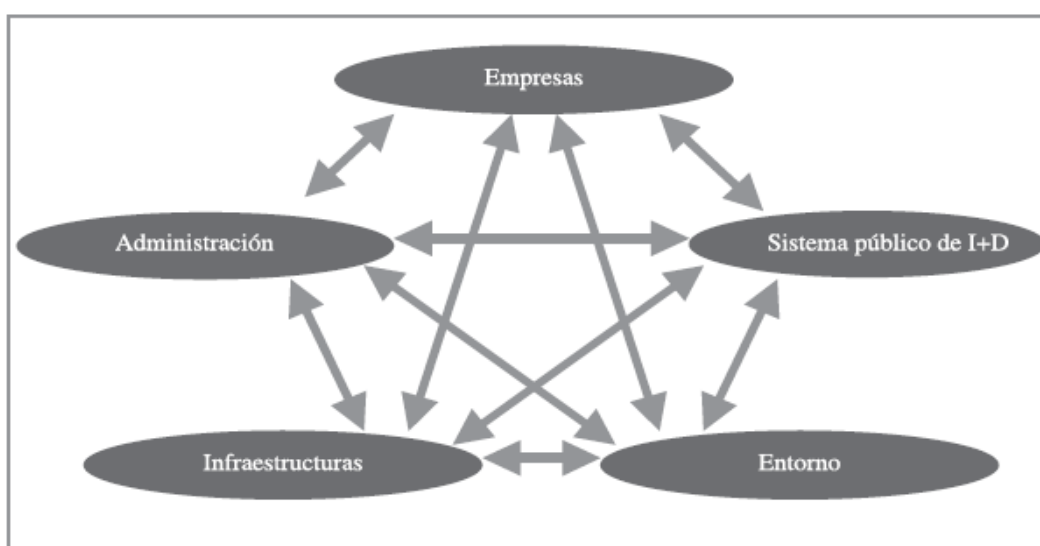 Empresas
Administración
Sistema público de I+D
Infraestructuras
Entorno